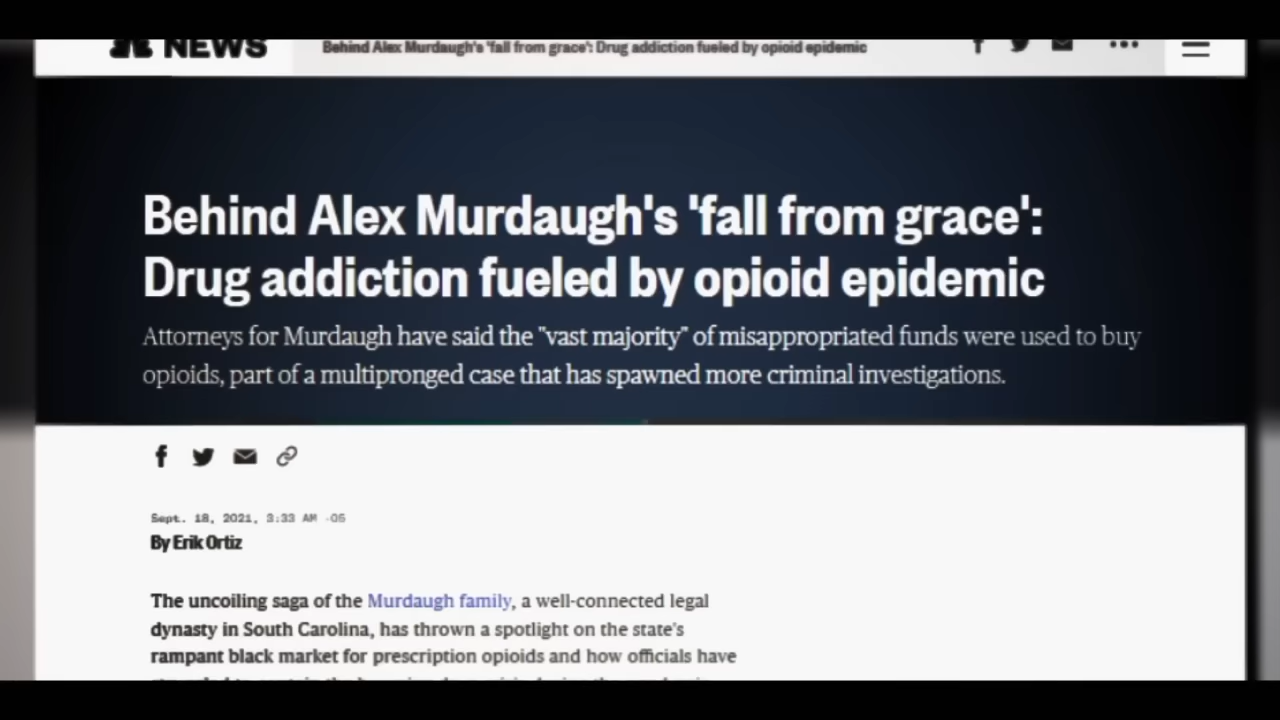 NEWS
Behind Alex Murdaugh's 'fall from grace': Drug addiction fueled by opioid epidemic
Behind Alex Murdaugh's 'fall from grace':
Drug addiction fueled by opioid epidemic
Attorneys for Murdaugh have said the "vast majority" of misappropriated funds were used to buy
opioids, part of a multipronged case that has spawned more criminal investigations.
Sept. 18, 2021, 3:33 AM -05
By Erik Ortiz
The uncoiling saga of the Murdaugh family, a well-connected legal
dynasty in South Carolina, has thrown a spotlight on the state's
rampant black market for prescription opioids and how officials have